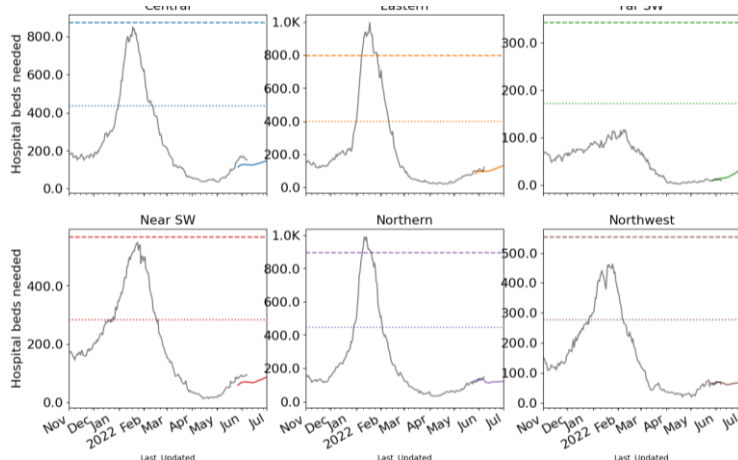 Central Eastern Far SW
Hospital beds needed
800.0
600.0
400.0
200.0
0.0
1.0K
800.0
600.0
400.0
200.0
0.0
300.0
200.0
100.0
0.0
Near SW Northern Northwest
Hospital beds needed
400.0
200.0
0.0
1.0K
800.0
600.0
400.0
200.0
0.0
500.0
400.0
300.0
200.0
100.0
0.0
Nov Dec Jan 2022 Feb Mar Apr May Jun Jul
Nov Dec Jan 2022 Feb Mar Apr May Jun Jul
Nov Dec Jan 2022 Feb Mar Apr May Jun Jul
Last Updated Last Updated Last Updated